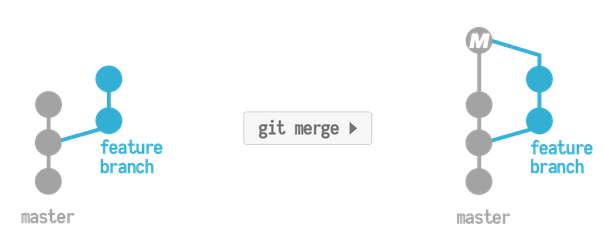 feature
branch
master
git merge
M
feature
branch
master